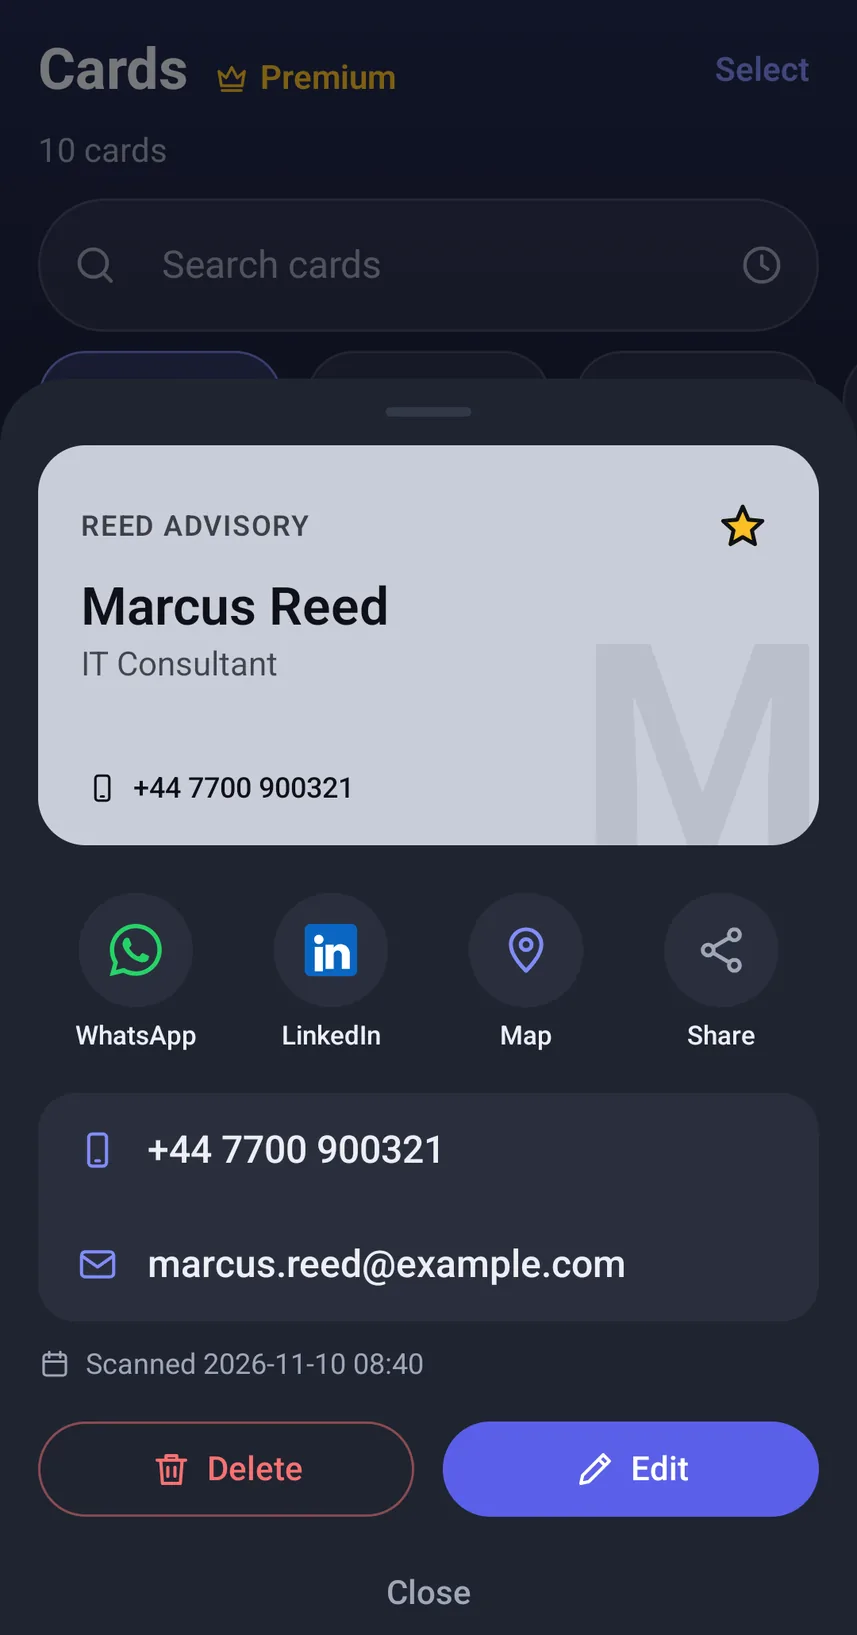 Cards
Premium
Select
10 cards
Search cards
REED ADVISORY
Marcus Reed
IT Consultant
+44 7700 900321
M
WhatsApp
LinkedIn
Map
Share
+44 7700 900321
marcus.reed@example.com
Scanned 2026-11-10 08:40
Delete
Edit
Close